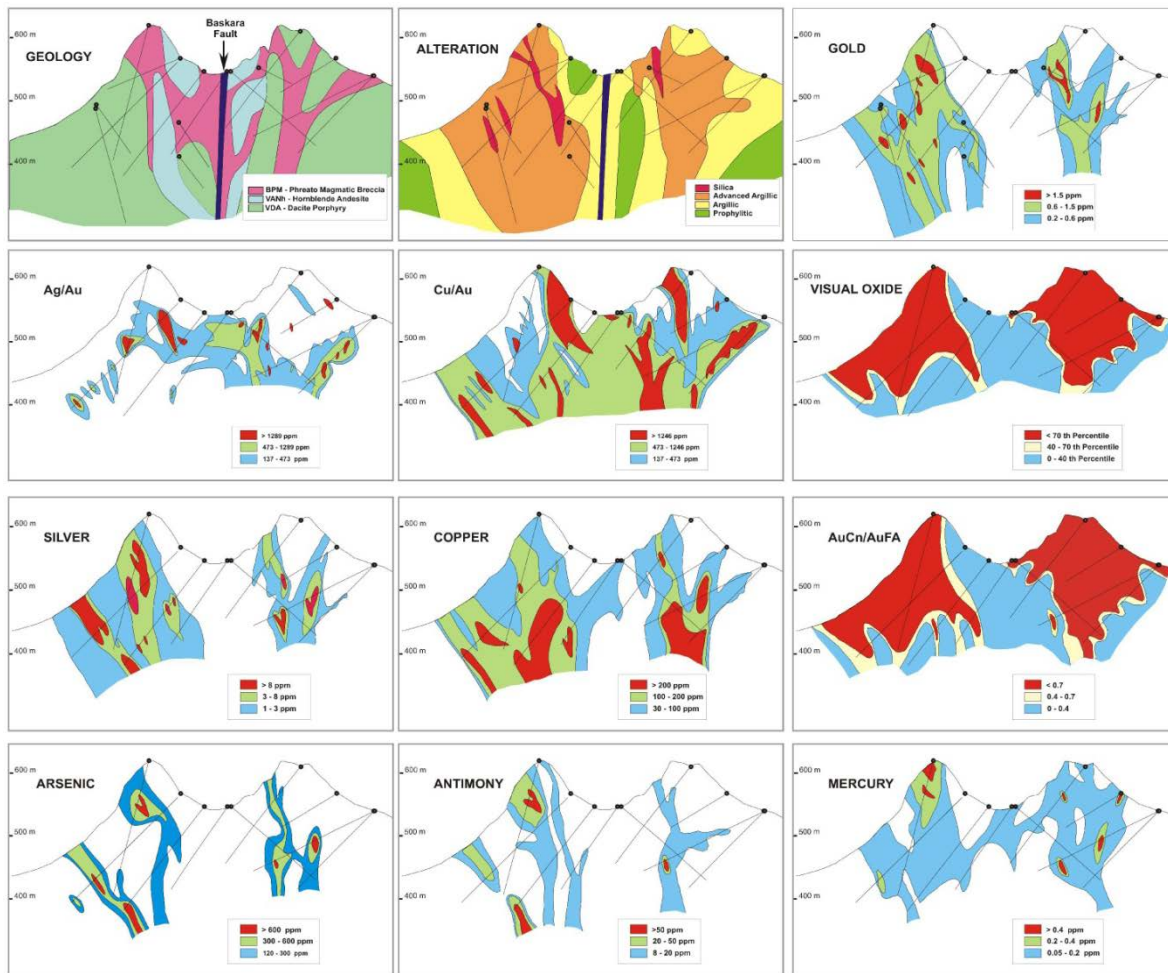 Baskara
Fault
600 m
GEOLOGY
500 m
400 m
BPM - Phreato Magmatic Breccia
VANh - Hornblende Andesite
VDA - Dacite Porphyry
600 m
ALTERATION
500 m
400 m
Silica
Advanced Argillic
Argillic
Prophylitic
600 m
GOLD
500 m
400 m
> 1.5 ppm
0.6 - 1.5 ppm
0.2 - 0.6 ppm
600 m
Ag/Au
500 m
400 m
> 1289 ppm
473 - 1289 ppm
137 - 473 ppm
600 m
Cu/Au
500 m
400 m
> 1246 ppm
473 - 1246 ppm
137 - 473 ppm
600 m
VISUAL OXIDE
500 m
400 m
< 70 th Percentile
40 - 70 th Percentile
0 - 40 th Percentile
600 m
SILVER
500 m
400 m
> 8 ppm
3 - 8 ppm
1 - 3 ppm
600 m
COPPER
500 m
400 m
> 200 ppm
100 - 200 ppm
30 - 100 ppm
600 m
AuCn/AuFA
500 m
400 m
< 0.7
0.4 - 0.7
0 - 0.4
600 m
ARSENIC
500 m
400 m
> 600 ppm
300 - 600 ppm
120 - 300 ppm
600 m
ANTIMONY
500 m
400 m
>50 ppm
20 - 50 ppm
8 - 20 ppm
600 m
MERCURY
500 m
400 m
> 0.4 ppm
0.2 - 0.4 ppm
0.05 - 0.2 ppm